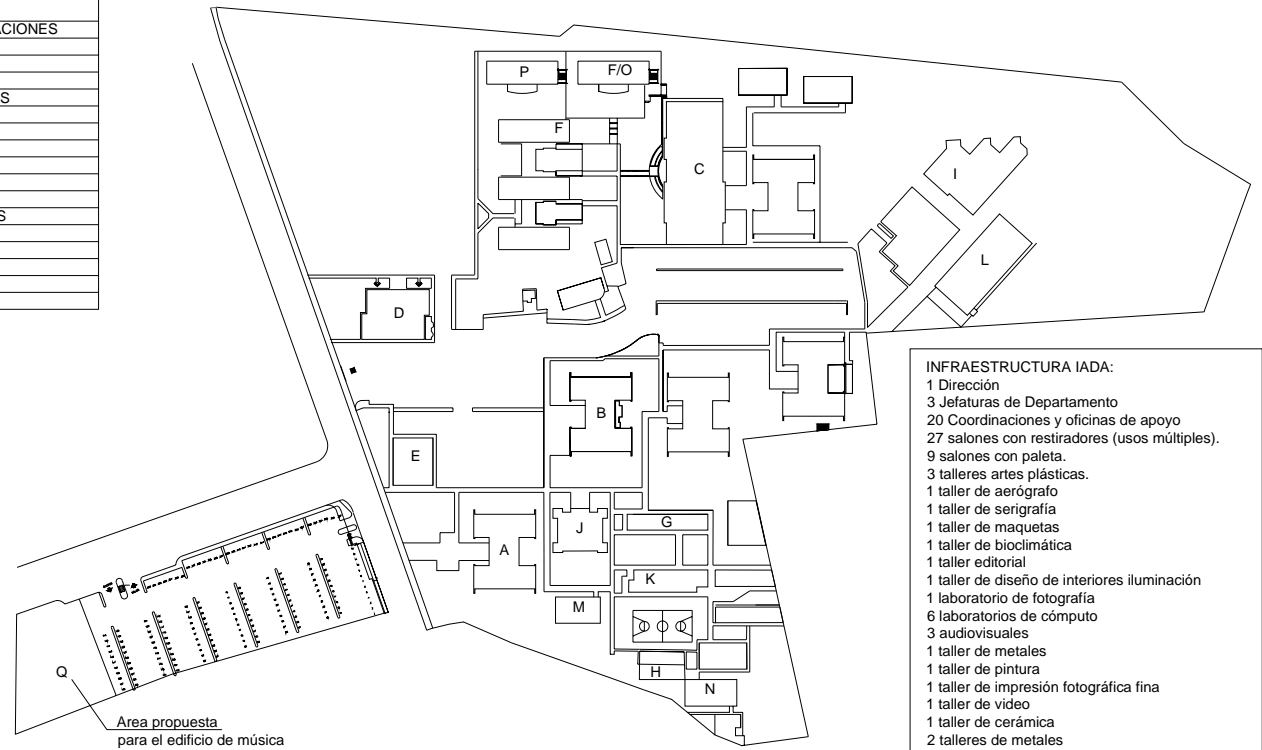 ACIONES
S
S
P
F/O
F
C
I
L
D
B
E
A
J
G
K
M
H
N
Q
Area propuesta
para el edificio de música
INFRAESTRUCTURA IADA:
1 Dirección
3 Jefaturas de Departamento
20 Coordinaciones y oficinas de apoyo
27 salones con restiradores (usos múltiples).
9 salones con paleta.
3 talleres artes plásticas.
1 taller de aerógrafo
1 taller de serigrafía
1 taller de maquetas
1 taller de bioclimática
1 taller editorial
1 taller de diseño de interiores iluminación
1 laboratorio de fotografía
6 laboratorios de cómputo
3 audiovisuales
1 taller de metales
1 taller de pintura
1 taller de impresión fotográfica fina
1 taller de video
1 taller de cerámica
2 talleres de metales